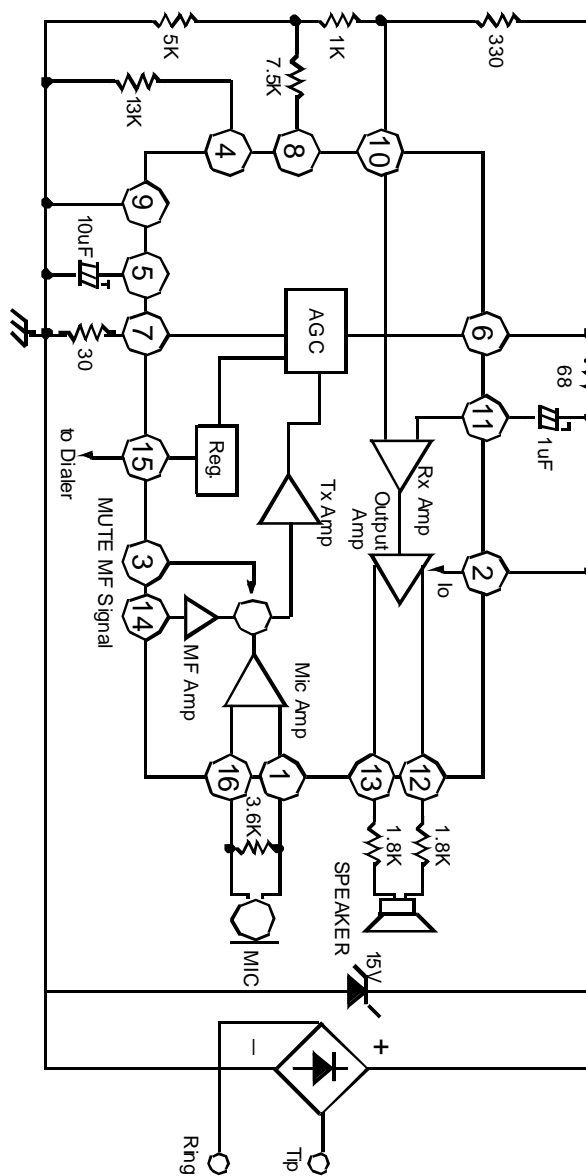 68
1uF
330
6
11
2
Io
1.8K
12
Rx Amp
10
Output
Amp
13
1.8K
15V
+
SPEAKER
1K
Tx Amp
AGC
8
7.5K
Tip
Mic Amp
1
3.6K
MIC
–
4
13K
Reg.
16
MF Amp
Ring
5K
9
5
10uF
7
30
15
to Dialer
3
14
MUTE MF Signal